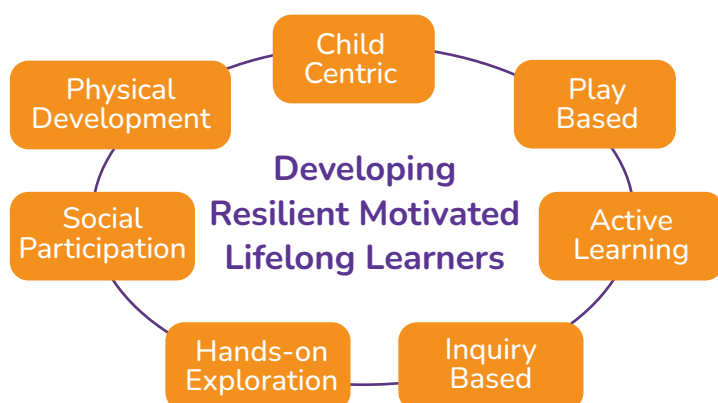 Child
Centric
Physical
Development
Play
Based
Developing
Resilient Motivated
Lifelong Learners
Social
Participation
Active
Learning
Hands-on
Exploration
Inquiry
Based